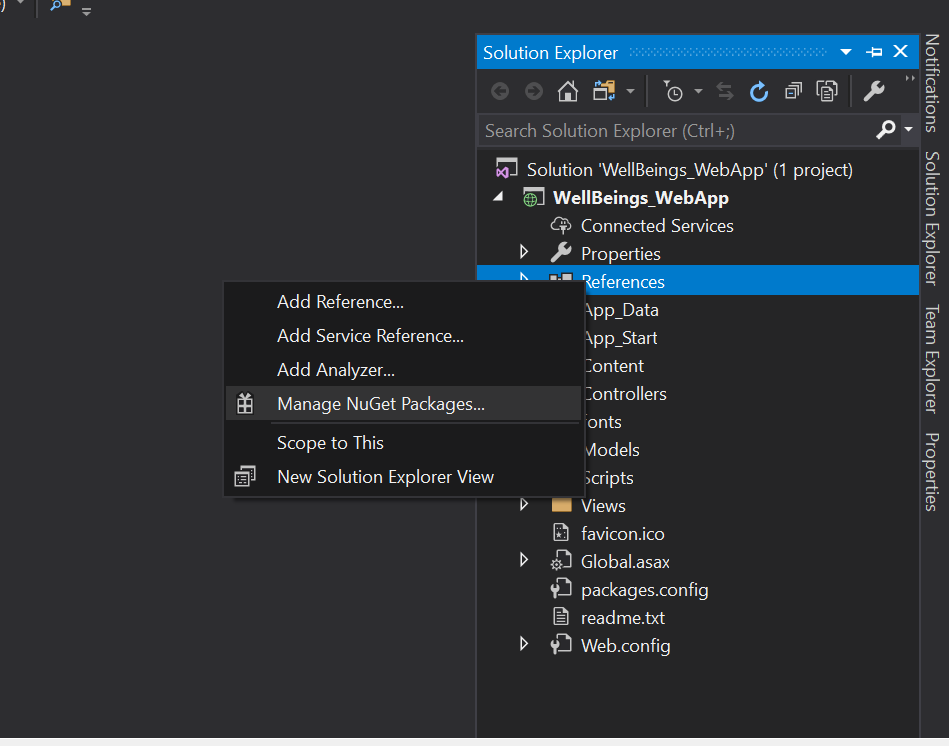 Solution Explorer
Search Solution Explorer (Ctrl+;)
Solution 'WellBeings_WebApp' (1 project)
WellBeings_WebApp
Connected Services
Properties
References
App_Data
App_Start
Content
Controllers
Models
Scripts
Views
favicon.ico
Global.asax
packages.config
readme.txt
Web.config
Add Reference...
Add Service Reference...
Add Analyzer...
Manage NuGet Packages...
Scope to This
New Solution Explorer View
Notifications
Solution Explorer
Team Explorer
Properties